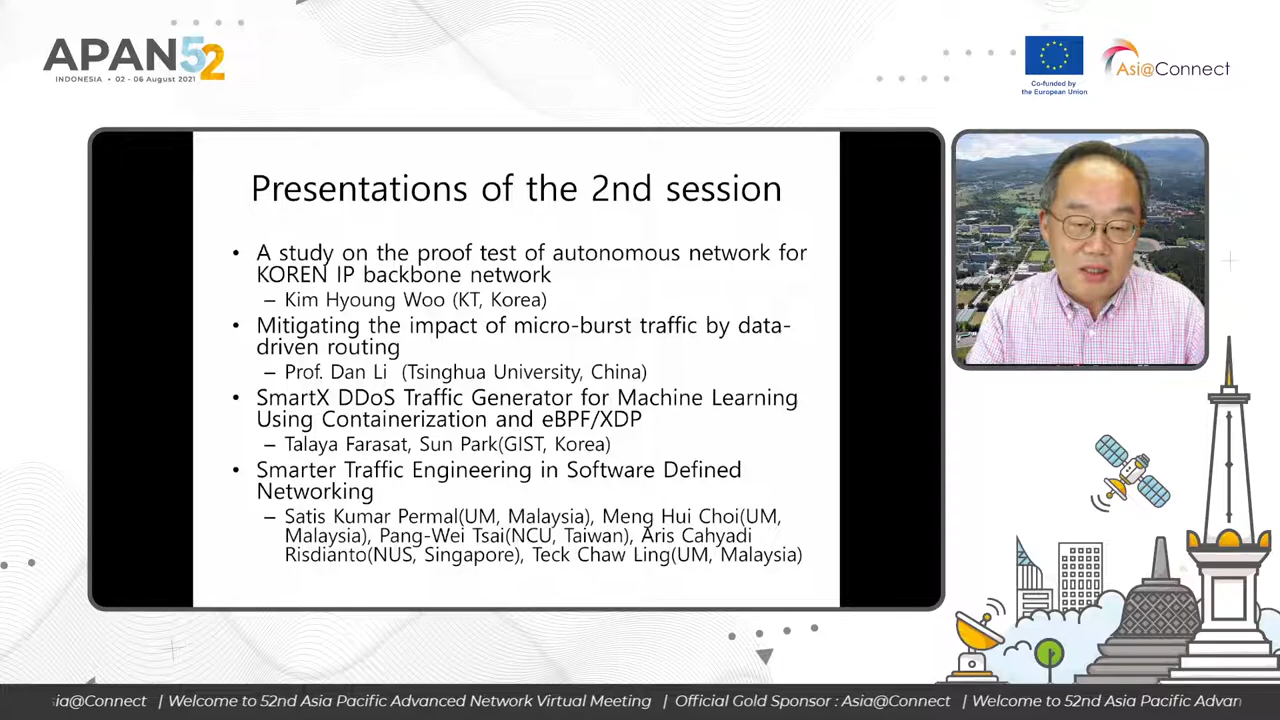 APAN52
INDONESIA • 02 - 06 August 2021
Co-funded by
the European Union
Asi@Connect
Presentations of the 2nd session
• A study on the proof test of autonomous network for
KOREN IP backbone network
– Kim Hyoung Woo (KT, Korea)
• Mitigating the impact of micro-burst traffic by data-
driven routing
– Prof. Dan Li (Tsinghua University, China)
• SmartX DDoS Traffic Generator for Machine Learning
Using Containerization and eBPF/XDP
– Talaya Farasat, Sun Park(GIST, Korea)
• Smarter Traffic Engineering in Software Defined
Networking
– Satis Kumar Permal(UM, Malaysia), Meng Hui Choi(UM,
Malaysia), Pang-Wei Tsai(NCU, Taiwan), Aris Cahyadi
Risdianto(NUS, Singapore), Teck Chaw Ling(UM, Malaysia)
ia@Connect | Welcome to 52nd Asia Pacific Advanced Network Virtual Meeting | Official Gold Sponsor : Asi@Connect | Welcome to 52nd Asia Pacific Advan